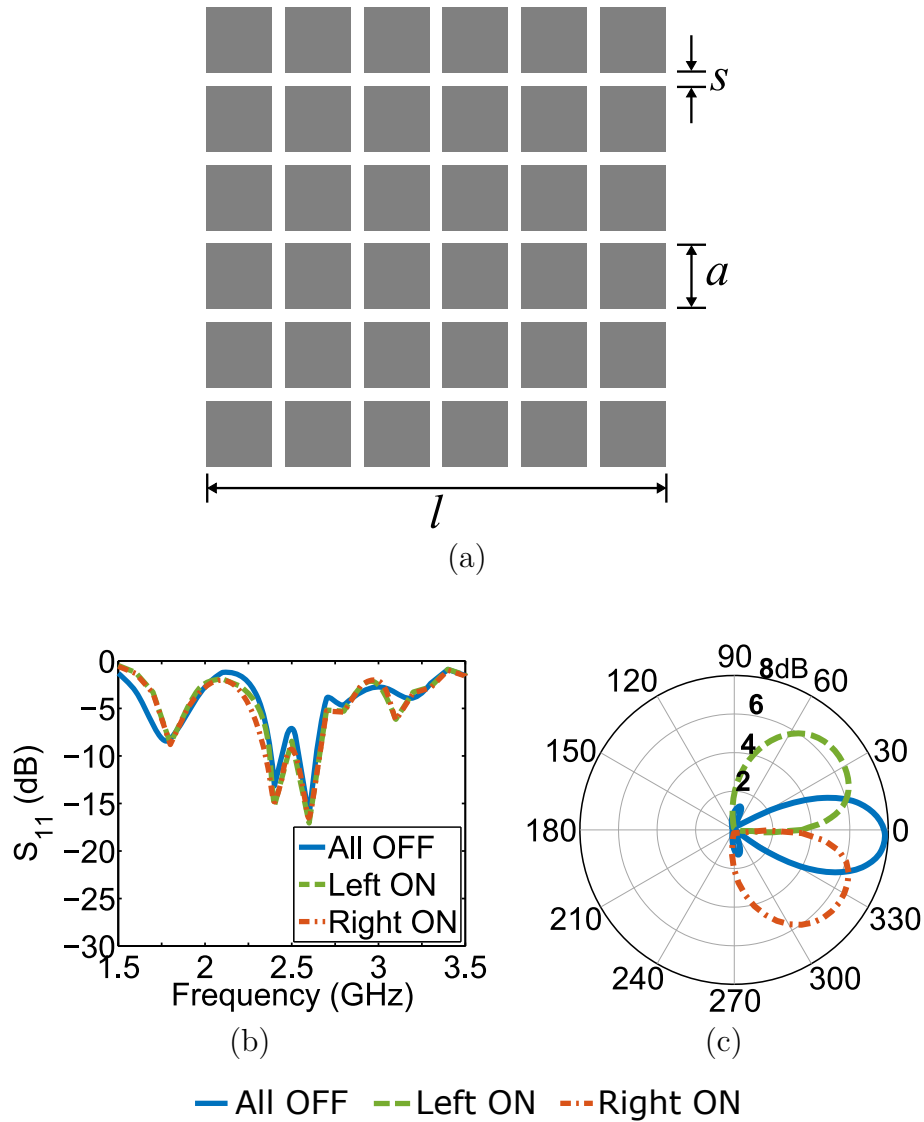 s
a
l
(a)
0
−5
−10
−15
−20
−25
−30
S11 (dB)
All OFF
Left ON
Right ON
1.5 2 2.5 3 3.5
Frequency (GHz)
(b)
90
8dB
120 60
6
150 4 30
2
180 0
210 330
240 300
270
(c)
All OFF Left ON Right ON